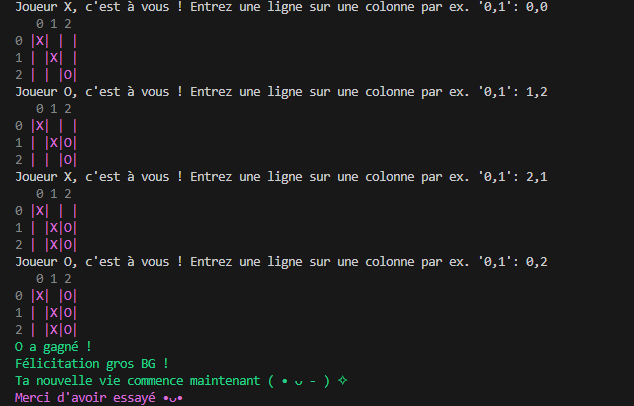 Joueur X, c'est à vous ! Entrez une ligne sur une colonne par ex. '0,1': 0,0
0 1 2
0 |X| | |
1 | |X| |
2 | | |O|
Joueur O, c'est à vous ! Entrez une ligne sur une colonne par ex. '0,1': 1,2
0 1 2
0 |X| | |
1 | |X|O|
2 | | |O|
Joueur X, c'est à vous ! Entrez une ligne sur une colonne par ex. '0,1': 2,1
0 1 2
0 |X| | |
1 | |X|O|
2 | |X|O|
Joueur O, c'est à vous ! Entrez une ligne sur une colonne par ex. '0,1': 0,2
0 1 2
0 |X| |O|
1 | |X|O|
2 | |X|O|
O a gagné !
Félicitation gros BG !
Ta nouvelle vie commence maintenant ( • ᴗ - ) ✧
Merci d'avoir essayé •ᴗ•